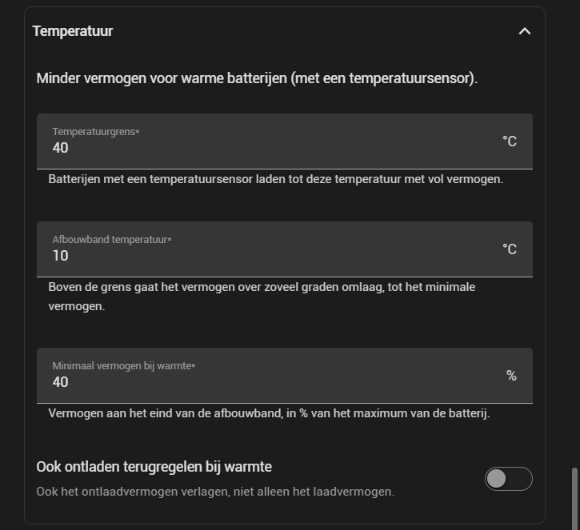 Temperatuur
Minder vermogen voor warme batterijen (met een temperatuursensor).
Temperatuurgrens*
40
°C
Batterijen met een temperatuursensor laden tot deze temperatuur met vol vermogen.
Afbouwband temperatuur*
10
°C
Boven de grens gaat het vermogen over zoveel graden omlaag, tot het minimale
vermogen.
Minimaal vermogen bij warmte*
40
%
Vermogen aan het eind van de afbouwband, in % van het maximum van de batterij.
Ook ontladen terugregelen bij warmte
Ook het ontlaadvermogen verlagen, niet alleen het laadvermogen.